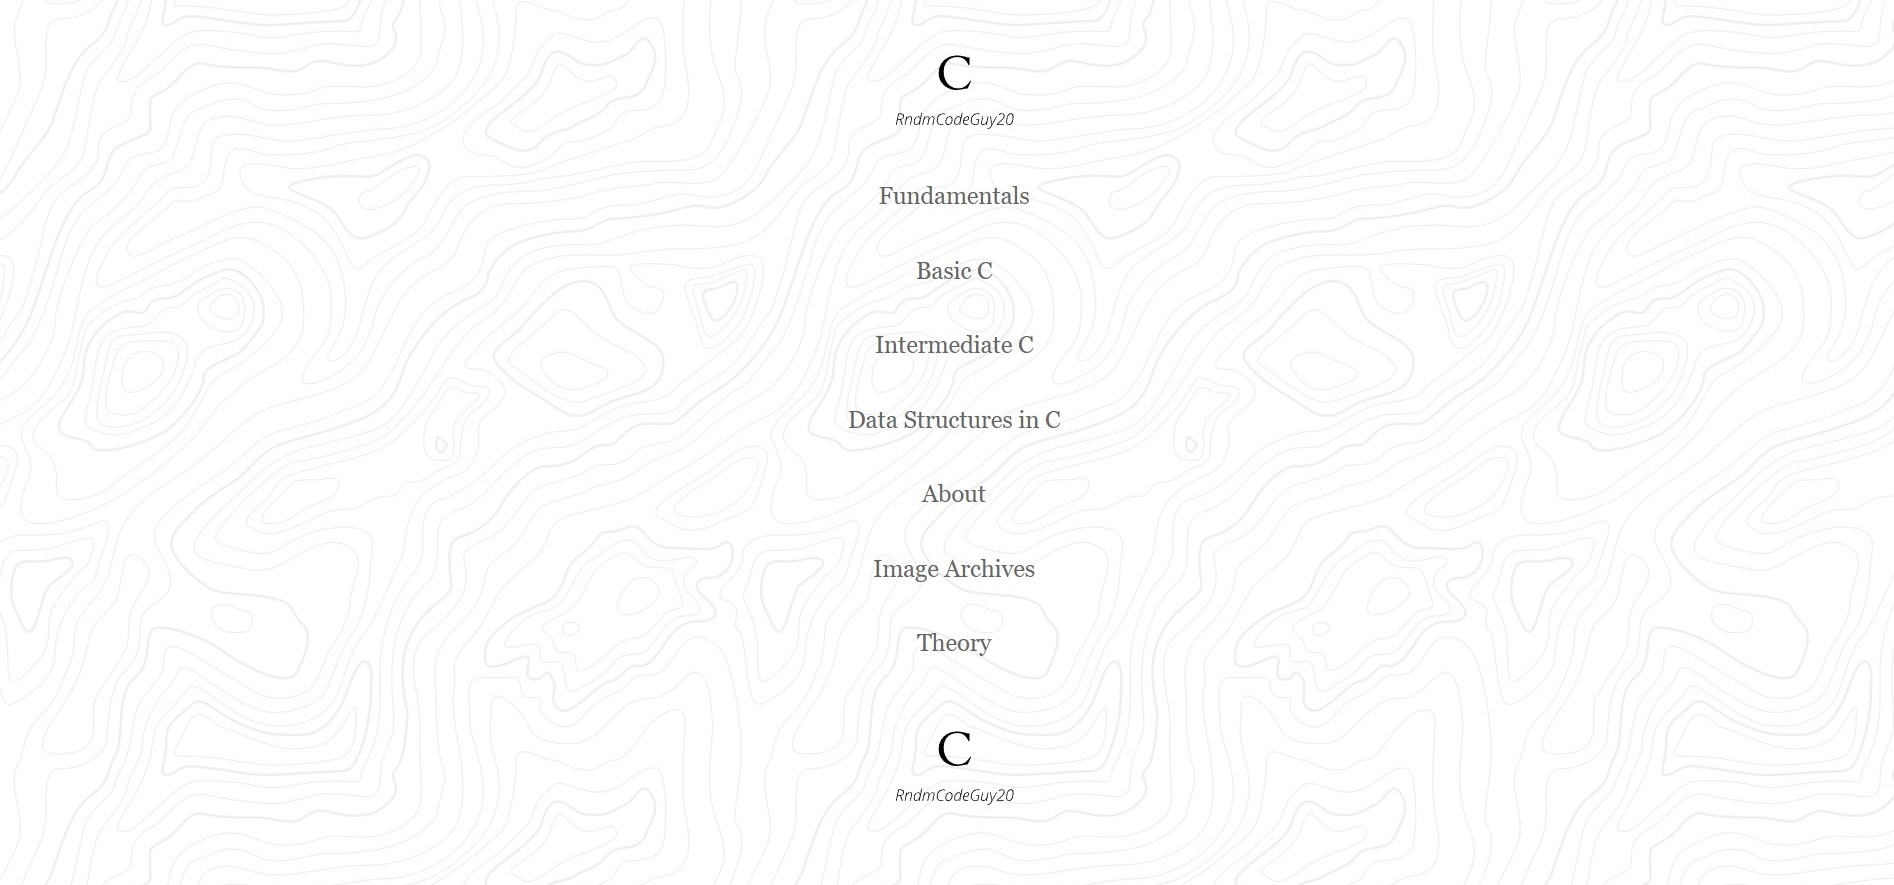 C
RndmCodeGuy20
Fundamentals
Basic C
Intermediate C
Data Structures in C
About
Image Archives
Theory
C
RndmCodeGuy20